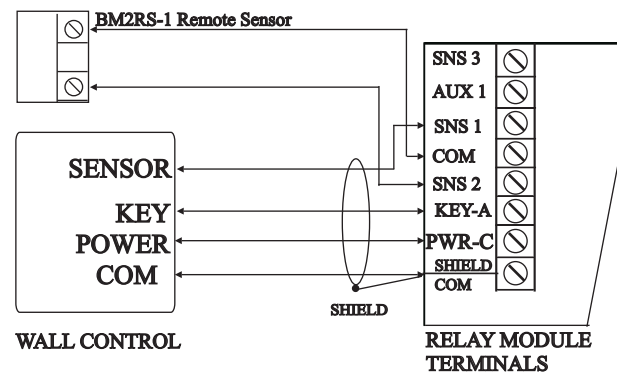 BM2RS-1 Remote Sensor
SNS 3
AUX 1
SNS 1
COM
SNS 2
KEY-A
PWR-C
SHIELD
COM
SENSOR
KEY
POWER
COM
SHIELD
WALL CONTROL
RELAY MODULE
TERMINALS